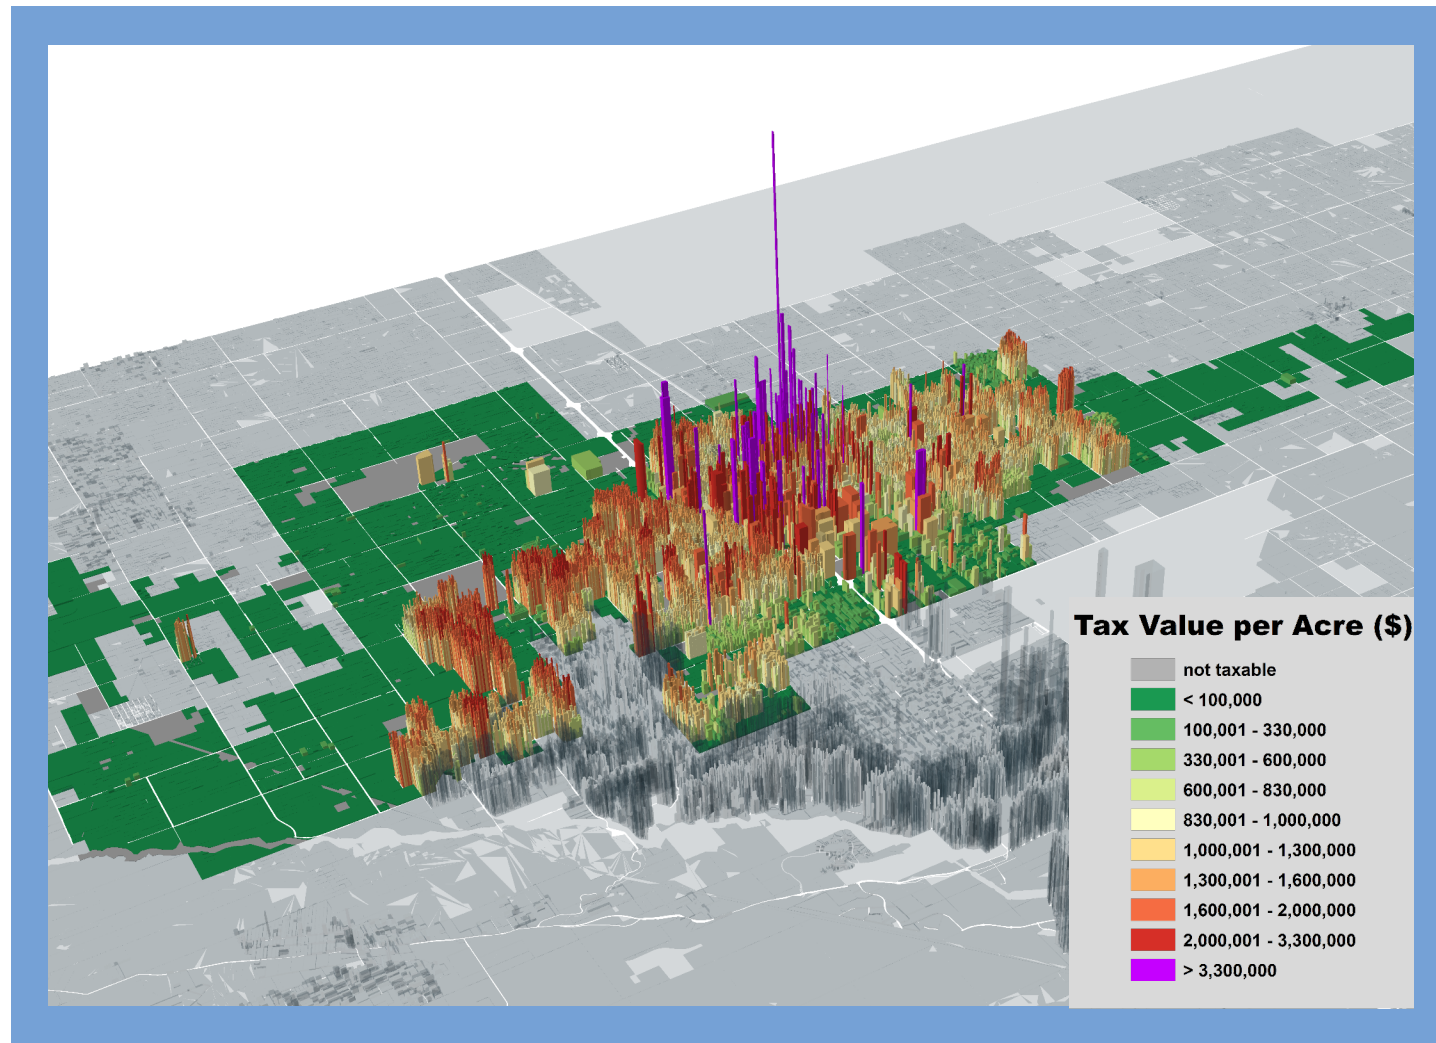 Tax Value per Acre ($)
not taxable
< 100,000
100,001 - 330,000
330,001 - 600,000
600,001 - 830,000
830,001 - 1,000,000
1,000,001 - 1,300,000
1,300,001 - 1,600,000
1,600,001 - 2,000,000
2,000,001 - 3,300,000
> 3,300,000